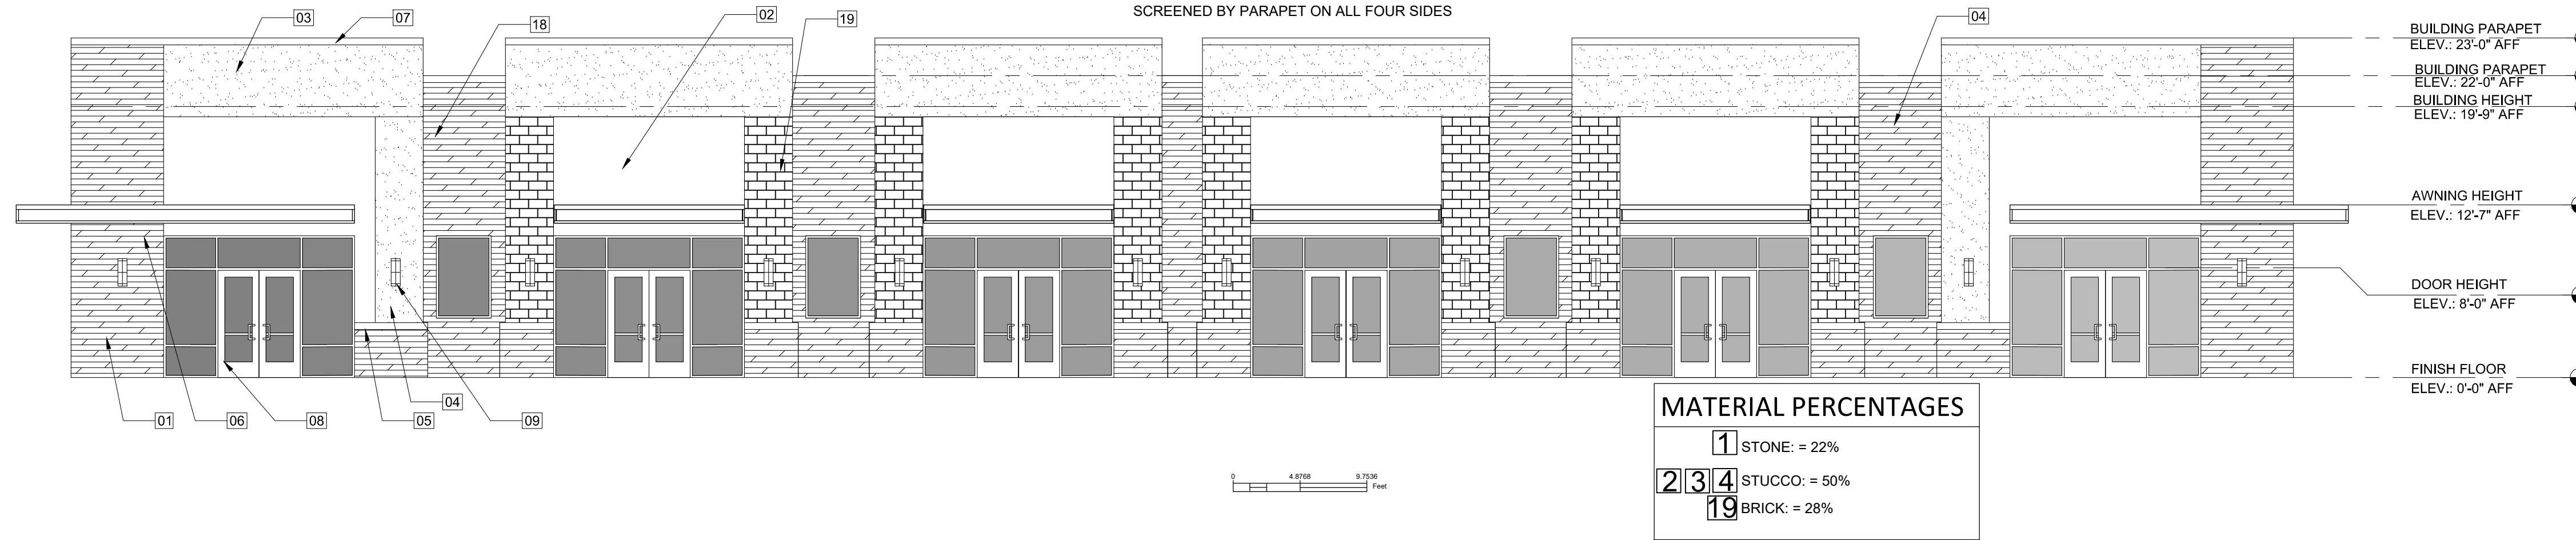 SCREENED BY PARAPET ON ALL FOUR SIDES
03
07
18
02
19
04
BUILDING PARAPET
ELEV.: 23'-0" AFF
BUILDING PARAPET
ELEV.: 22'-0" AFF
BUILDING HEIGHT
ELEV.: 19'-9" AFF
AWNING HEIGHT
ELEV.: 12'-7" AFF
DOOR HEIGHT
ELEV.: 8'-0" AFF
FINISH FLOOR
ELEV.: 0'-0" AFF
01
06
08
05
04
09
0 4.8768 9.7536
Feet
MATERIAL PERCENTAGES
1 STONE: = 22%
2 3 4 STUCCO: = 50%
19 BRICK: = 28%